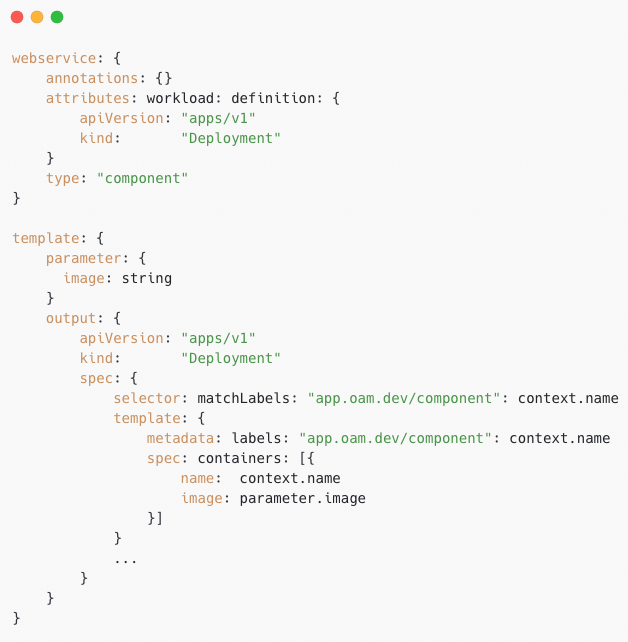 webservice: {
    annotations: {}
    attributes: workload: definition: {
        apiVersion: "apps/v1"
        kind:       "Deployment"
    }
    type: "component"
}

template: {
    parameter: {
      image: string
    }
    output: {
        apiVersion: "apps/v1"
        kind:       "Deployment"
        spec: {
            selector: matchLabels: "app.oam.dev/component": context.name
            template: {
                metadata: labels: "app.oam.dev/component": context.name
                spec: containers: [{
                    name:  context.name
                    image: parameter.image
                }]
            }
            ...
        }
    }
}